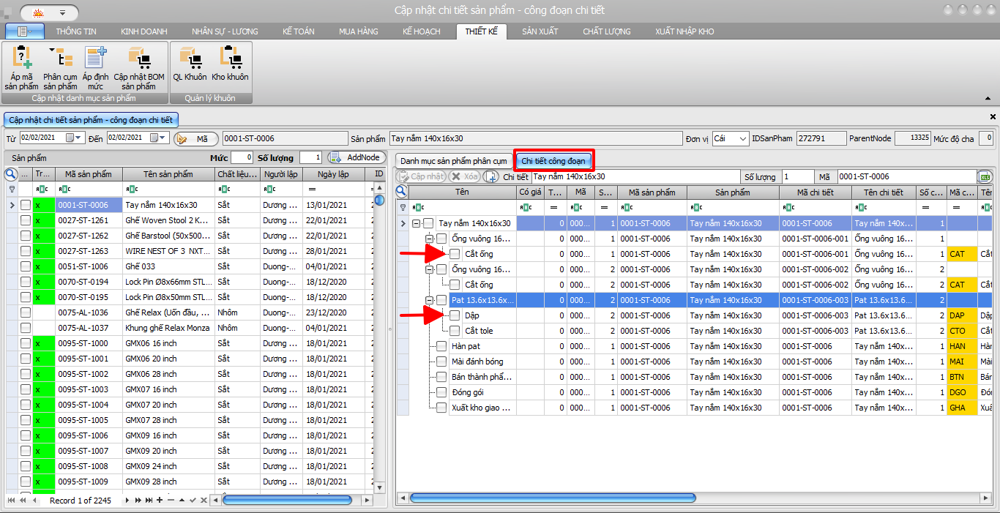 Cập nhật chi tiết sản phẩm - công đoạn chi tiết
THÔNG TIN KINH DOANH NHÂN SỰ - LƯƠNG KẾ TOÁN MUA HÀNG KẾ HOẠCH THIẾT KẾ SẢN XUẤT CHẤT LƯỢNG XUẤT NHẬP KHO
Áp mã sản phẩm
Phân cụm sản phẩm
Áp định mức
Cập nhật BOM sản phẩm
QL Khuôn
Kho khuôn
Cập nhật danh mục sản phẩm
Quản lý khuôn
Cập nhật chi tiết sản phẩm - công đoạn chi tiết
Từ 02/02/2021 Đến 02/02/2021 Mã 0001-ST-0006 Sản phẩm Tay nắm 140x16x30 Đơn vị Cái IDSanPham 272791 ParentNode 13325 Mức độ cha 0
Sản phẩm Mức 0 Số lượng 1 AddNode
... Tr... Mã sản phẩm Tên sản phẩm Chất liệu... Người lập Ngày lập ID
x 0001-ST-0006 Tay nắm 140x16x30 Sắt Dương ... 13/01/2021
x 0027-ST-1261 Ghế Woven Stool 2 K... Sắt Dương ... 22/01/2021
x 0027-ST-1262 Ghế Barstool (50x500... Sắt Dương ... 22/01/2021
x 0027-ST-1263 WIRE NEST OF 3 NXT... Sắt Dương ... 28/01/2021
x 0051-ST-1006 Ghế 033 Sắt Duong-... 04/01/2021
x 0070-ST-0194 Lock Pin Ø8x66mm STL... Sắt Duong-... 18/12/2020
x 0070-ST-0195 Lock Pin Ø8x50mm STL... Sắt Duong-... 18/12/2020
0075-AL-1036 Ghế Relax (Uốn đầu, ... Nhôm Duong-... 23/12/2020
0075-AL-1037 Khung ghế Relax Monza Nhôm Duong-... 04/01/2021
x 0095-ST-1000 GMX06 16 inch Sắt Dương ... 18/01/2021
x 0095-ST-1001 GMX06 20 inch Sắt Dương ... 18/01/2021
x 0095-ST-1002 GMX06 28 inch Sắt Dương ... 18/01/2021
x 0095-ST-1003 GMX07 16 inch Sắt Dương ... 18/01/2021
x 0095-ST-1004 GMX07 20 inch Sắt Dương ... 18/01/2021
x 0095-ST-1005 GMX07 28 inch Sắt Dương ... 18/01/2021
x 0095-ST-1006 GMX09 16 inch Sắt Dương ... 18/01/2021
x 0095-ST-1007 GMX09 20 inch Sắt Dương ... 18/01/2021
x 0095-ST-1008 GMX09 24 inch Sắt Dương ... 18/01/2021
x 0095-ST-1009 GMX09 28 inch Sắt Dương ... 18/01/2021
Record 1 of 2245
Danh mục sản phẩm phân cụm Chi tiết công đoạn
Cập nhật Xóa Chi tiết Tay nắm 140x16x30 Số lượng 1 Mã 0001-ST-0006
Tên Có giá T... Mã S... Mã sản phẩm Sản phẩm Mã chi tiết Tên chi tiết Số c... Mã c... Tên
Tay nắm 140x16x30 0 000... 1 0001-ST-0006 Tay nắm 140x16x30 0001-ST-0006 Tay nắm 140x... 1
Ống vuông 16... 0 000... 1 0001-ST-0006 Tay nắm 140x16x30 0001-ST-0006-001 Ống vuông 16... 1
Cắt ống 0 000... 1 0001-ST-0006 Tay nắm 140x16x30 0001-ST-0006-001 Ống vuông 16... 1 CAT
Ống vuông 16... 0 000... 2 0001-ST-0006 Tay nắm 140x16x30 0001-ST-0006-002 Ống vuông 16... 2
Cắt ống 0 000... 2 0001-ST-0006 Tay nắm 140x16x30 0001-ST-0006-002 Ống vuông 16... 2 CAT
Pat 13.6x13.6x... 0 000... 2 0001-ST-0006 Tay nắm 140x16x30 0001-ST-0006-003 Pat 13.6x13.6... 2
Dập 0 000... 2 0001-ST-0006 Tay nắm 140x16x30 0001-ST-0006-003 Pat 13.6x13.6... 2 DAP Dập
Cắt tole 0 000... 2 0001-ST-0006 Tay nắm 140x16x30 0001-ST-0006-003 Pat 13.6x13.6... 2 CTO Cắt
Hàn pat 0 000... 1 0001-ST-0006 Tay nắm 140x16x30 0001-ST-0006 Tay nắm 140x... 1 HAN Hàn
Mài đánh bóng 0 000... 1 0001-ST-0006 Tay nắm 140x16x30 0001-ST-0006 Tay nắm 140x... 1 MAI Mài
Bán thành phẩ... 0 000... 1 0001-ST-0006 Tay nắm 140x16x30 0001-ST-0006 Tay nắm 140x... 1 BTN Bán
Đóng gói 0 000... 1 0001-ST-0006 Tay nắm 140x16x30 0001-ST-0006 Tay nắm 140x... 1 DGO
Xuất kho giao ... 0 000... 1 0001-ST-0006 Tay nắm 140x16x30 0001-ST-0006 Tay nắm 140x... 1 GHA